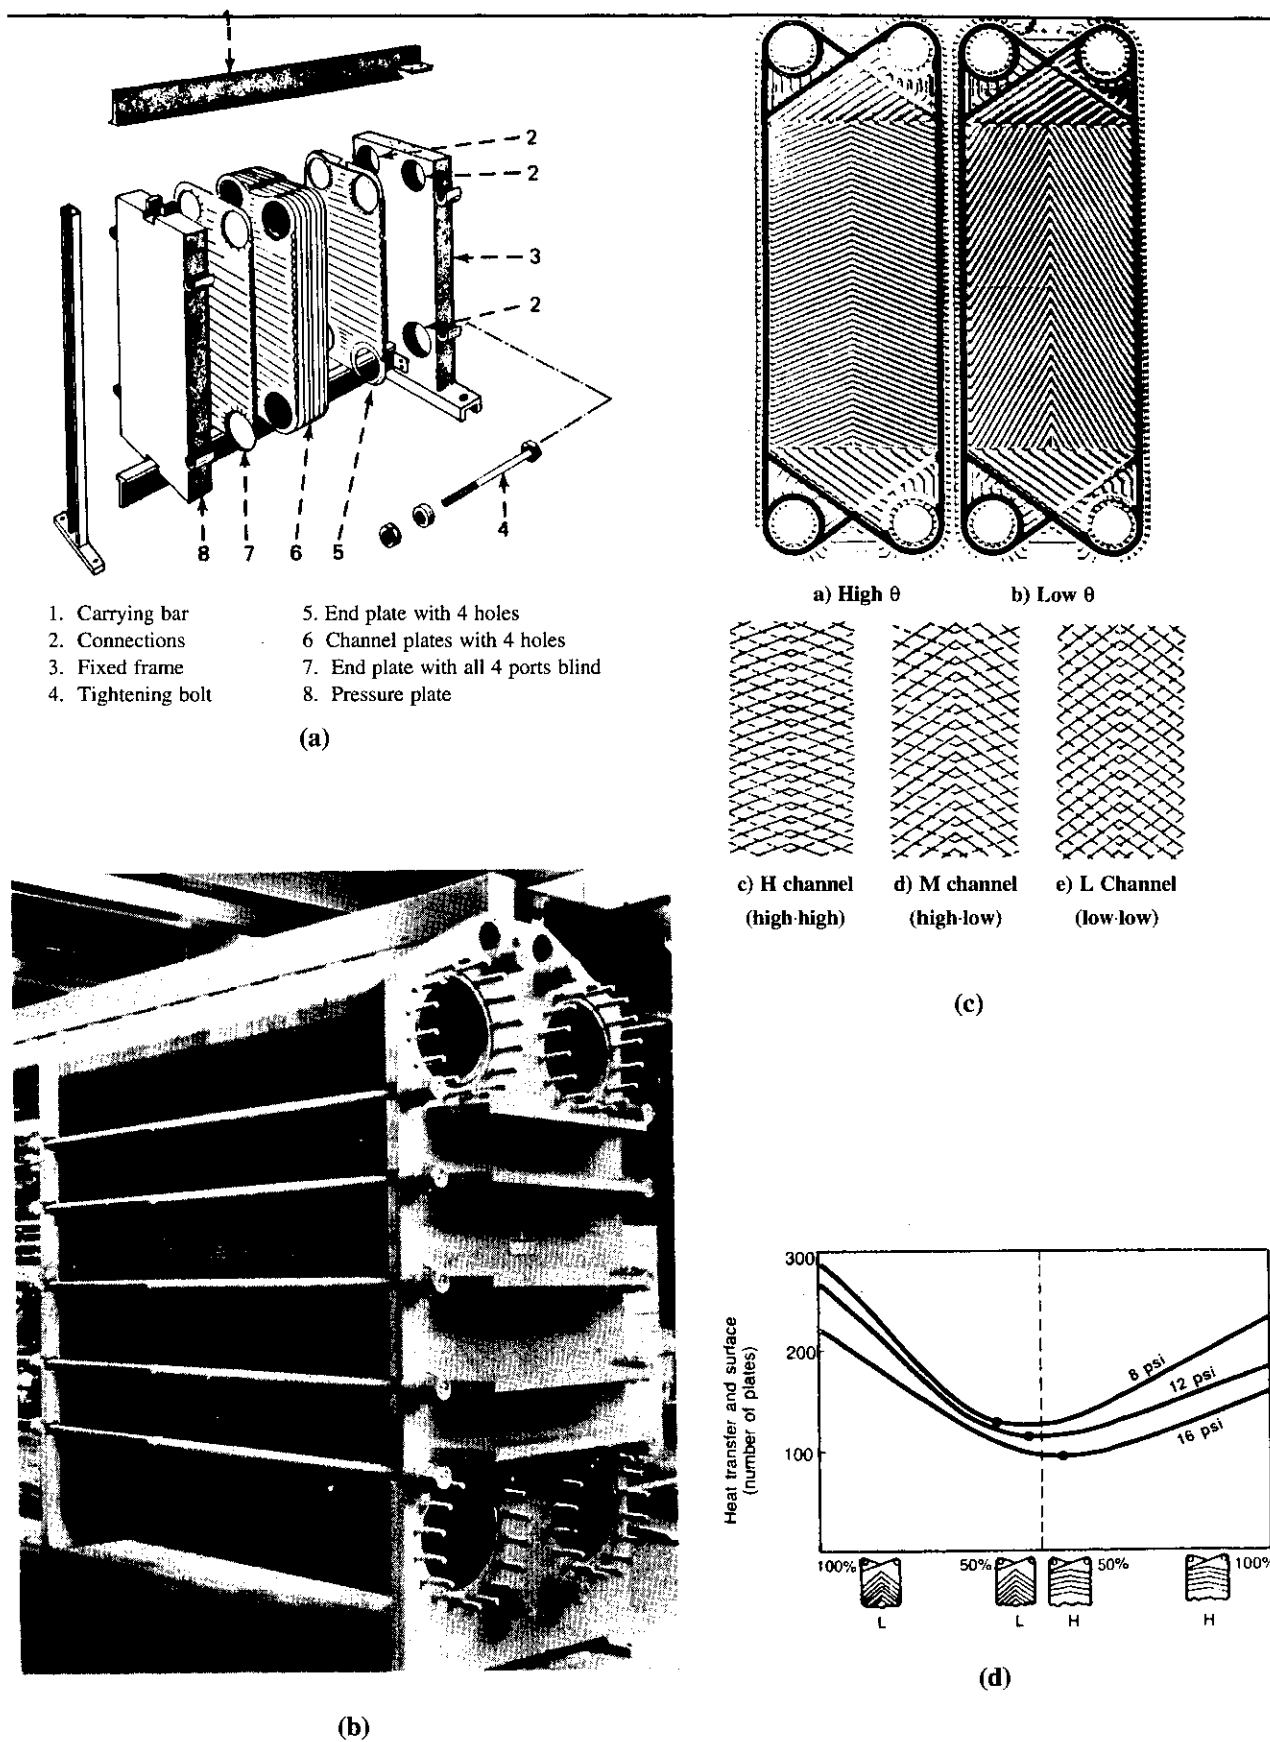 1
2
2
3
2
8 7 6 5 4
1. Carrying bar
2. Connections
3. Fixed frame
4. Tightening bolt
5. End plate with 4 holes
6 Channel plates with 4 holes
7. End plate with all 4 ports blind
8. Pressure plate
(a)
a) High θ
b) Low θ
c) H channel
(high-high)
d) M channel
(high-low)
e) L Channel
(low-low)
(c)
(b)
Heat transfer and surface
(number of plates)
300
200
100
8 psi
12 psi
16 psi
100% 50% 50% 100%
L L H H
(d)